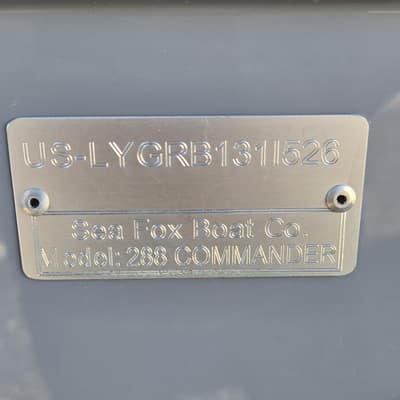 US-LYGRB131I526
Sea Fox Boat Co.
Model: 288 COMMANDER